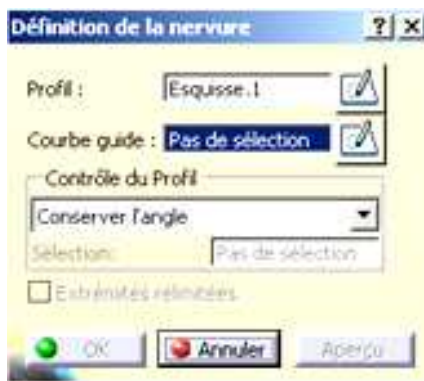 Définition de la nervure
Profil : Esquisse.1
Courbe guide : Pas de sélection
Contrôle du Profil
Conserver l'angle
Sélection: Pas de sélection
Extrémités relimitées
OK Annuler Aperçu